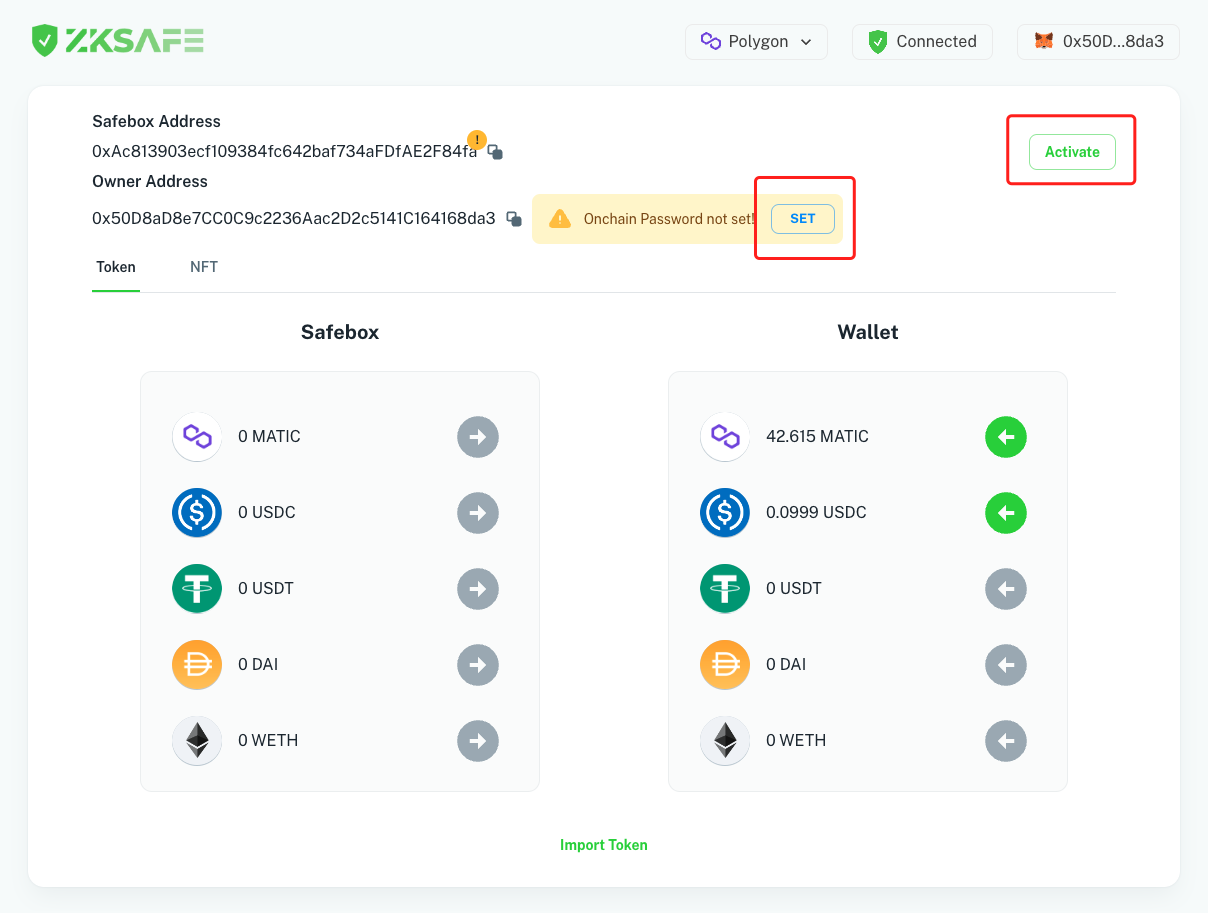 ZKSAFE
Polygon
Connected
0x50D...8da3
Safebox Address
0xAc813903ecf109384fc642baf734aFDfAE2F84fa
!
Activate
Owner Address
0x50D8aD8e7CC0C9c2236Aac2D2c5141C164168da3
Onchain Password not set!
SET
Token
NFT
Safebox
Wallet
0 MATIC
42.615 MATIC
0 USDC
0.0999 USDC
0 USDT
0 USDT
0 DAI
0 DAI
0 WETH
0 WETH
Import Token